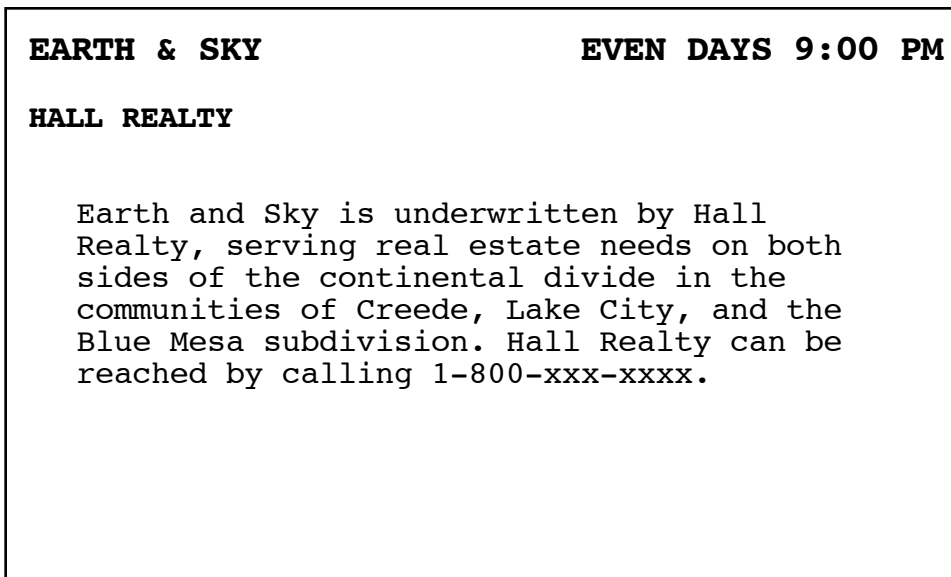 EARTH & SKY EVEN DAYS 9:00 PM
HALL REALTY
Earth and Sky is underwritten by Hall
Realty, serving real estate needs on both
sides of the continental divide in the
communities of Creede, Lake City, and the
Blue Mesa subdivision. Hall Realty can be
reached by calling 1-800-xxx-xxxx.